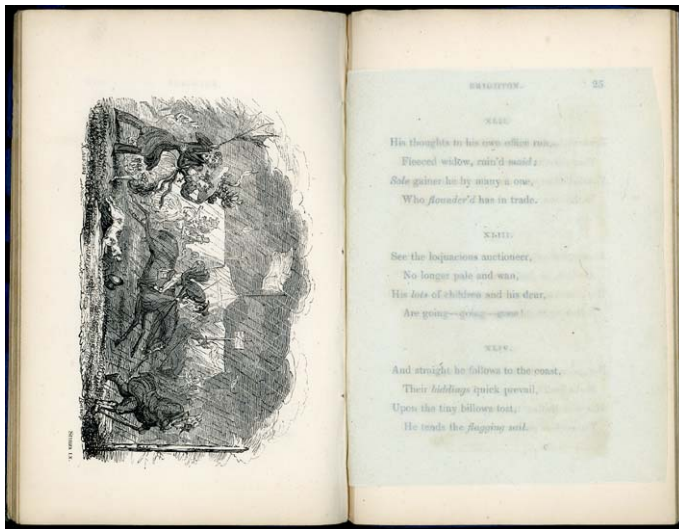 STANZA LX.
BRIGHTON. 25
XLII.
His thoughts to his own office run,
Fleeced widow, ruin'd maid;
Sole gainer he by many a one,
Who flounder'd has in trade.
XLIII.
See the loquacious auctioneer,
No longer pale and wan,
His lots of children and his dear,
Are going—going—gone!
XLIV.
And straight he follows to the coast,
Their biddings quick prevail,
Upon the tiny billows tost,
He tends the flagging sail.